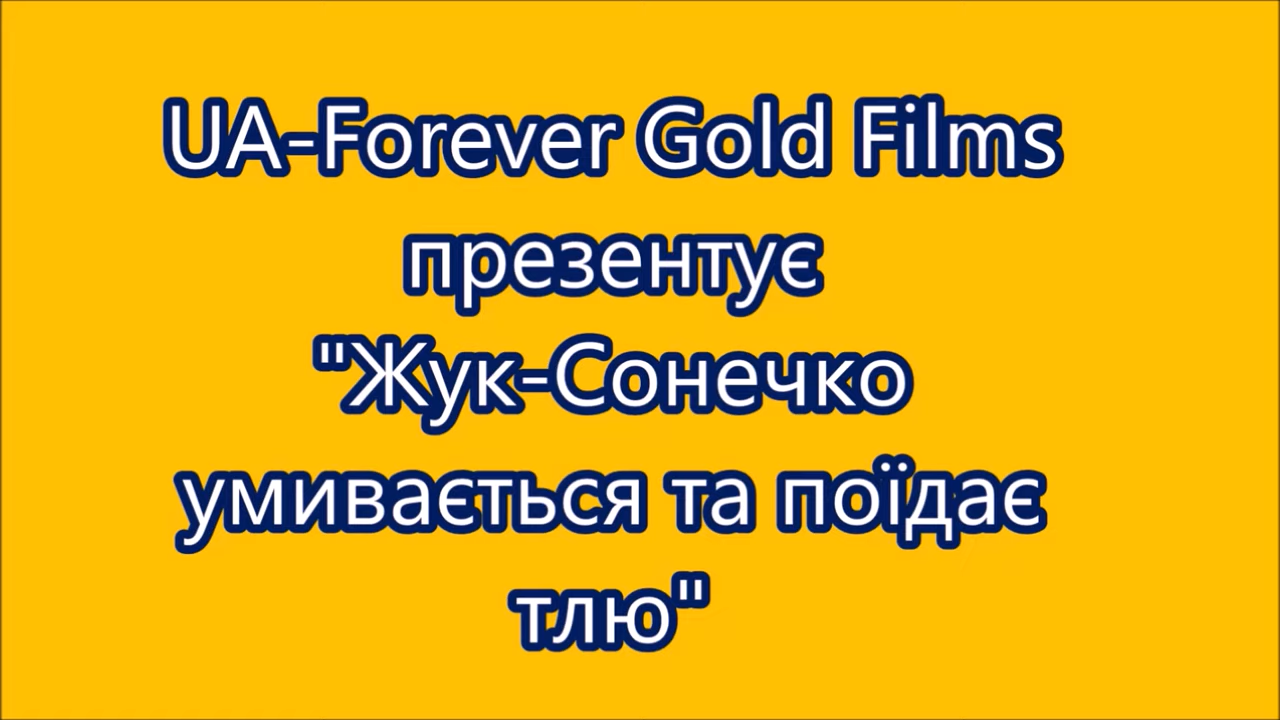 UA-Forever Gold Films
презентує
"Жук-Сонечко
умивається та поїдає
тлю"